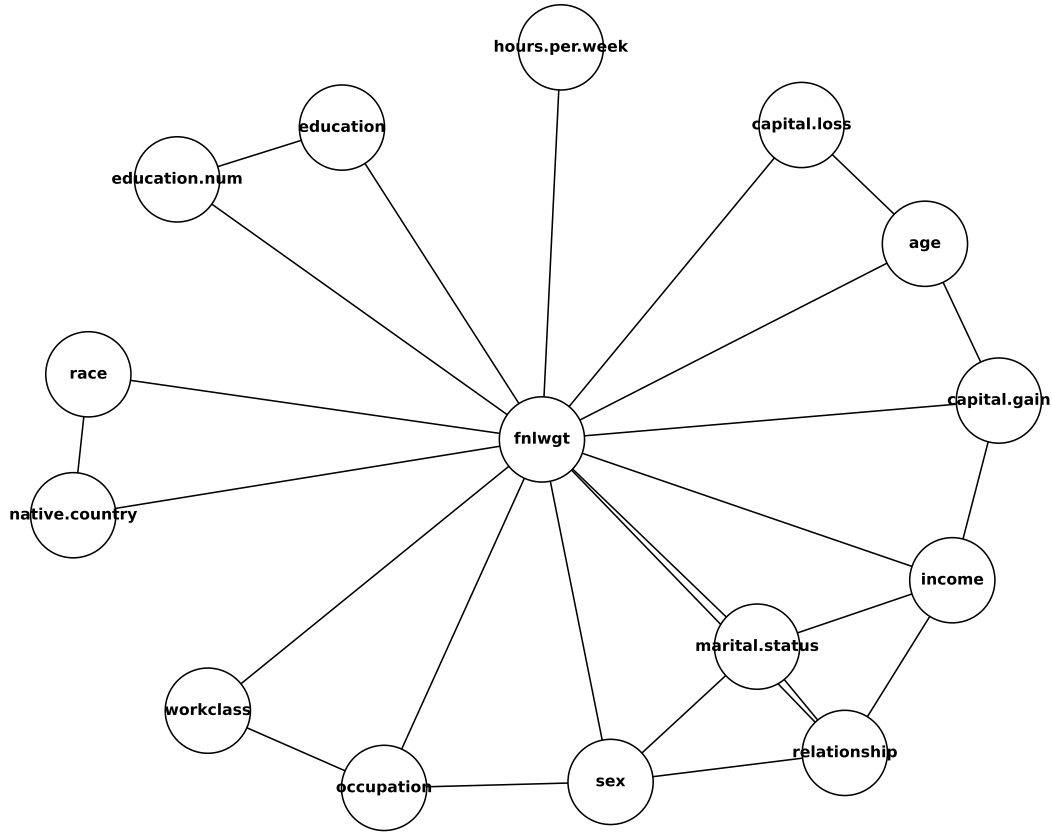 hours.per.week
capital.loss
education
education.num
age
race
capital.gain
fnlwgt
native.country
income
marital.status
workclass
relationship
sex
occupation